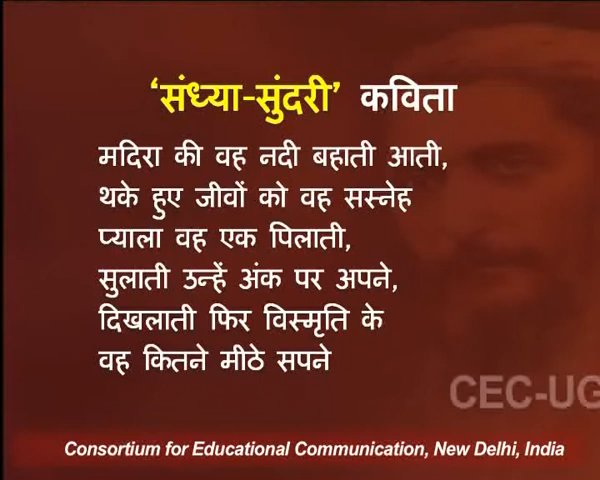 ‘संध्या-सुंदरी’ कविता
मदिरा की वह नदी बहाती आती,
थके हुए जीवों को वह सस्नेह
प्याला वह एक पिलाती,
सुलाती उन्हें अंक पर अपने,
दिखलाती फिर विस्मृति के
वह कितने मीठे सपने
CEC-UG
Consortium for Educational Communication, New Delhi, India